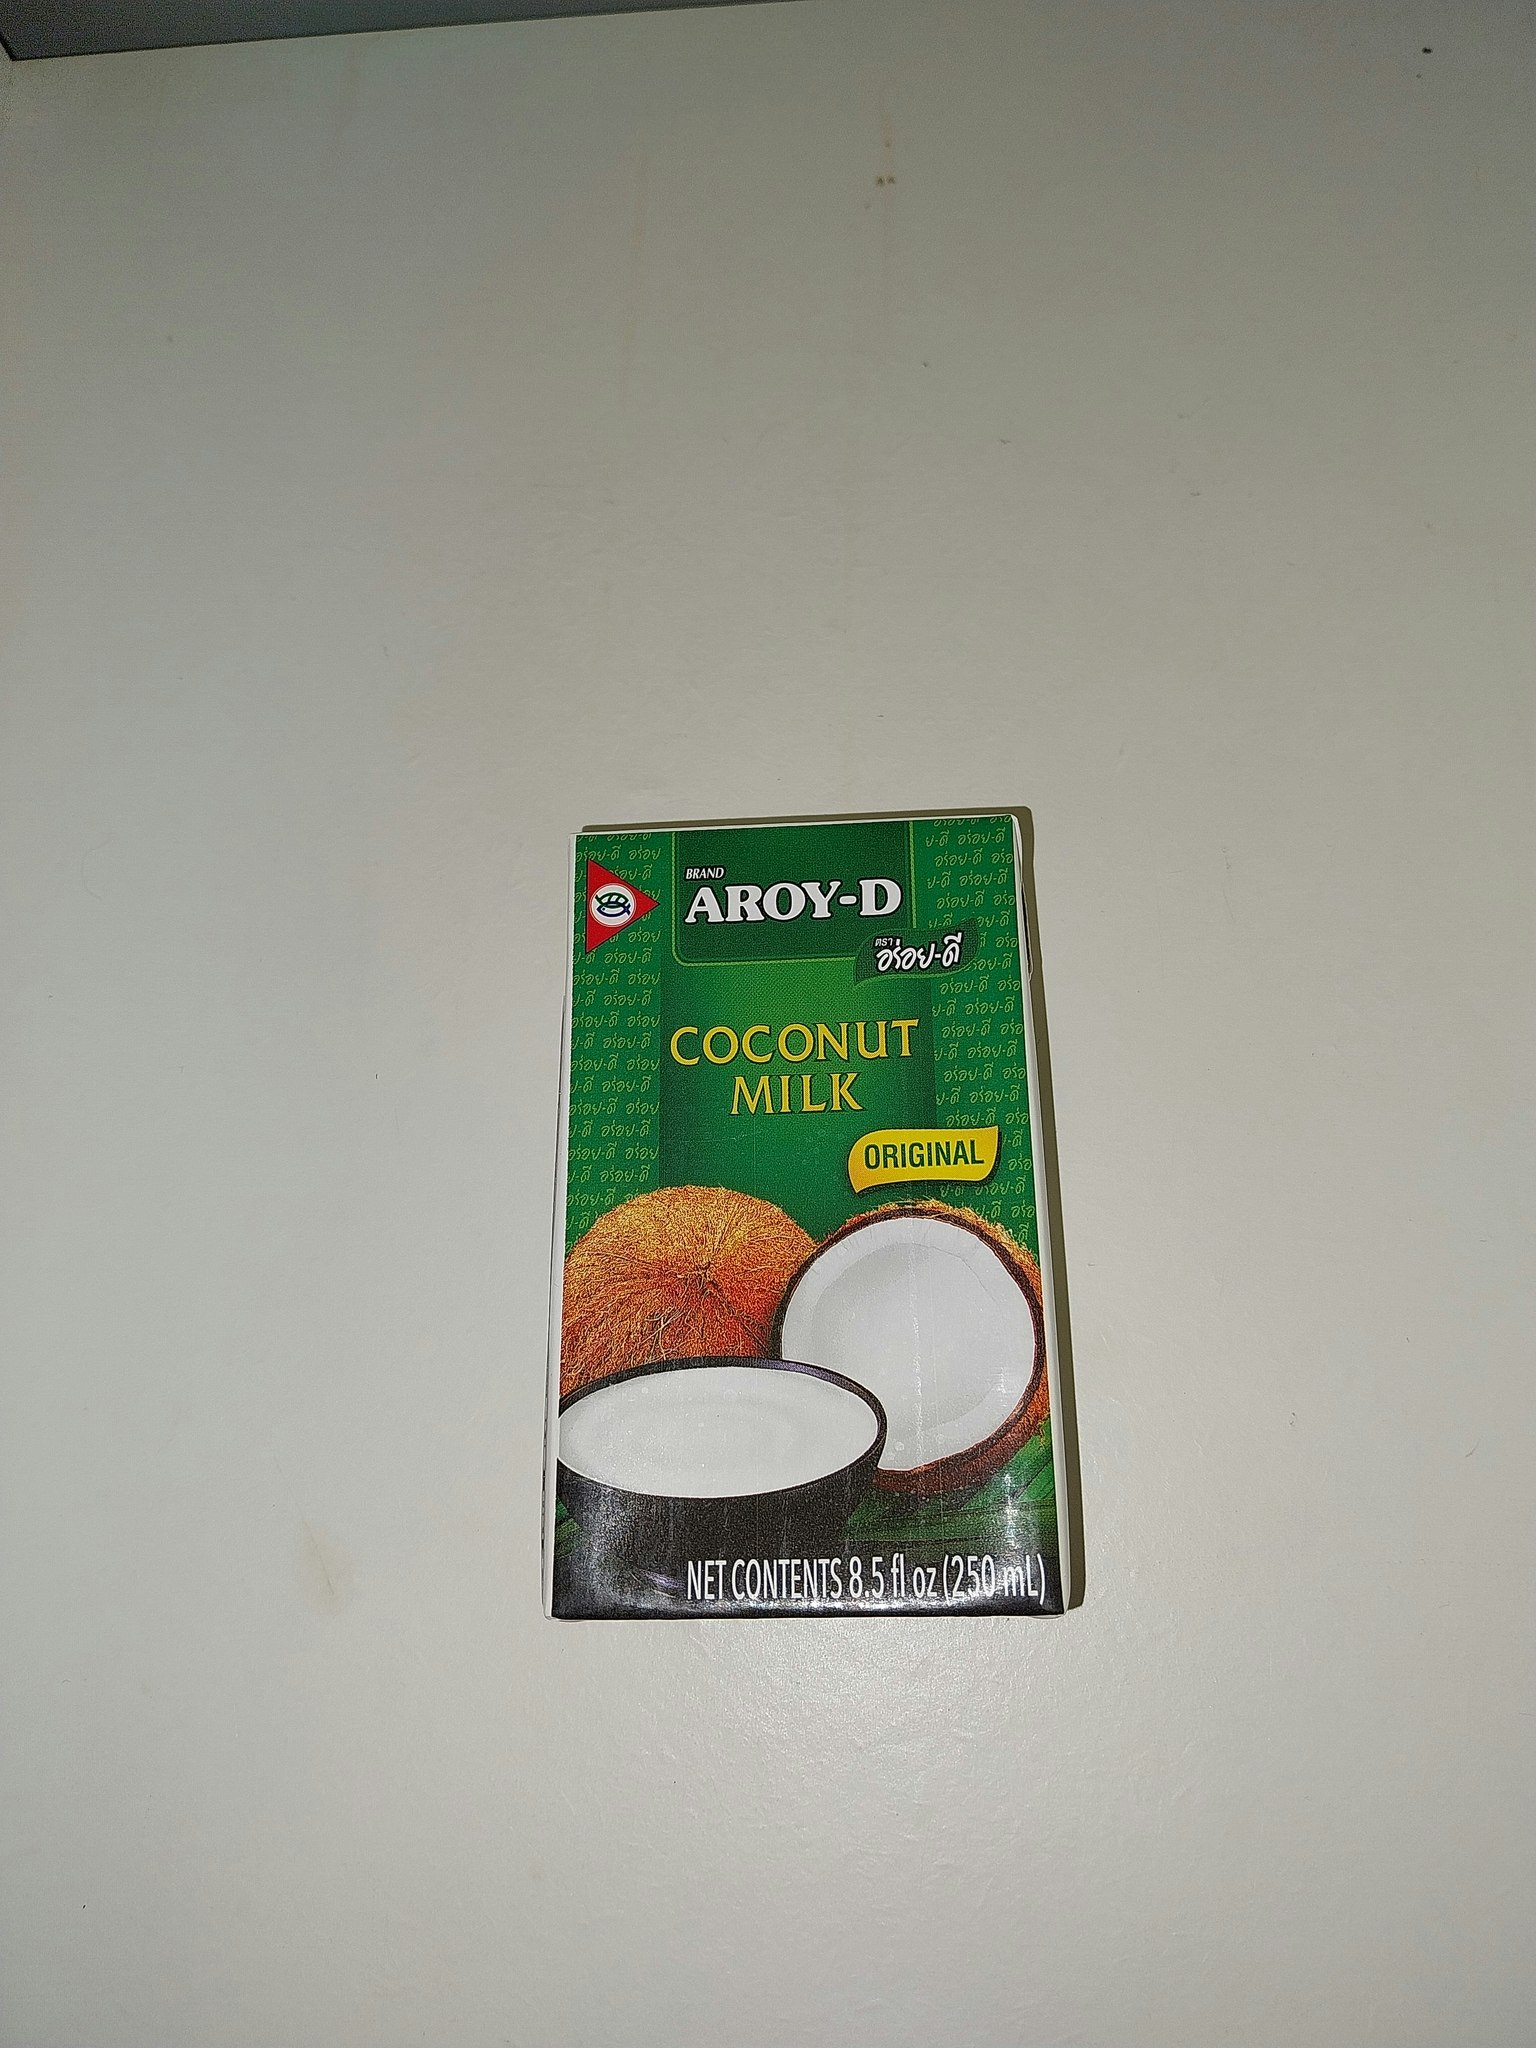 BRAND
AROY-D
ตรา
อร่อย-ดี
COCONUT
MILK
ORIGINAL
NET CONTENTS 8.5 fl oz (250 mL)